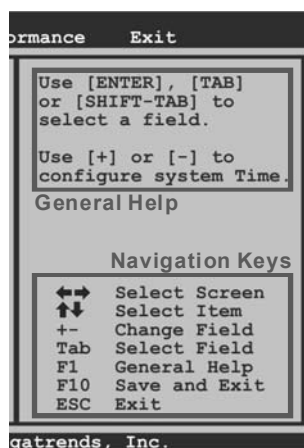 Exit
Use [ENTER], [TAB]
or [SHIFT-TAB] to
select a field.
Use [+] or [-] to
configure system Time.
General Help
Navigation Keys
←→ Select Screen
↑↓ Select Item
+- Change Field
Tab Select Field
F1 General Help
F10 Save and Exit
ESC Exit
gatrends, Inc.